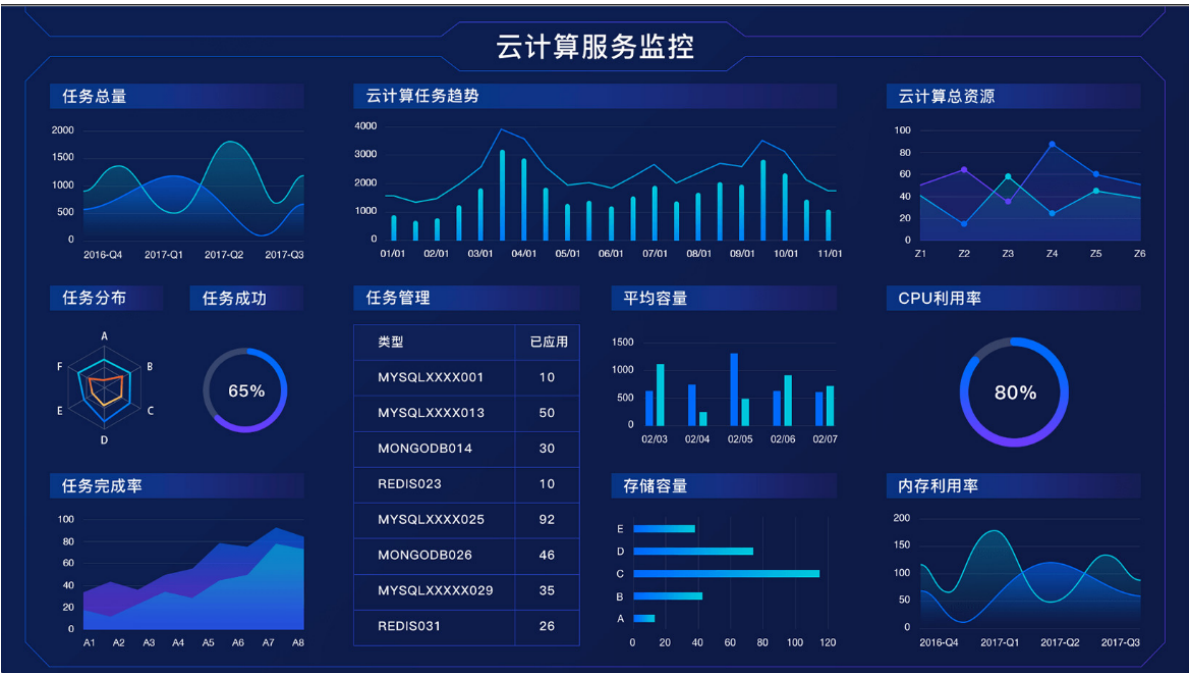 云计算服务监控
任务总量
2000
1500
1000
500
0
2016-Q4 2017-Q1 2017-Q2 2017-Q3
云计算任务趋势
4000
3000
2000
1000
0
01/01 02/01 03/01 04/01 05/01 06/01 07/01 08/01 09/01 10/01 11/01
云计算总资源
100
80
60
40
20
0
Z1 Z2 Z3 Z4 Z5 Z6
任务分布
A
B
C
D
E
F
任务成功
65%
任务管理
类型 已应用
MYSQLXXXX001 10
MYSQLXXXX013 50
MONGODB014 30
REDIS023 10
MYSQLXXXX025 92
MONGODB026 46
MYSQLXXXXX029 35
REDIS031 26
平均容量
1500
1000
500
0
02/03 02/04 02/05 02/06 02/07
CPU利用率
80%
任务完成率
100
80
60
40
20
0
A1 A2 A3 A4 A5 A6 A7 A8
存储容量
E
D
C
B
A
0 20 40 60 80 100 120
内存利用率
200
150
100
50
0
2016-Q4 2017-Q1 2017-Q2 2017-Q3